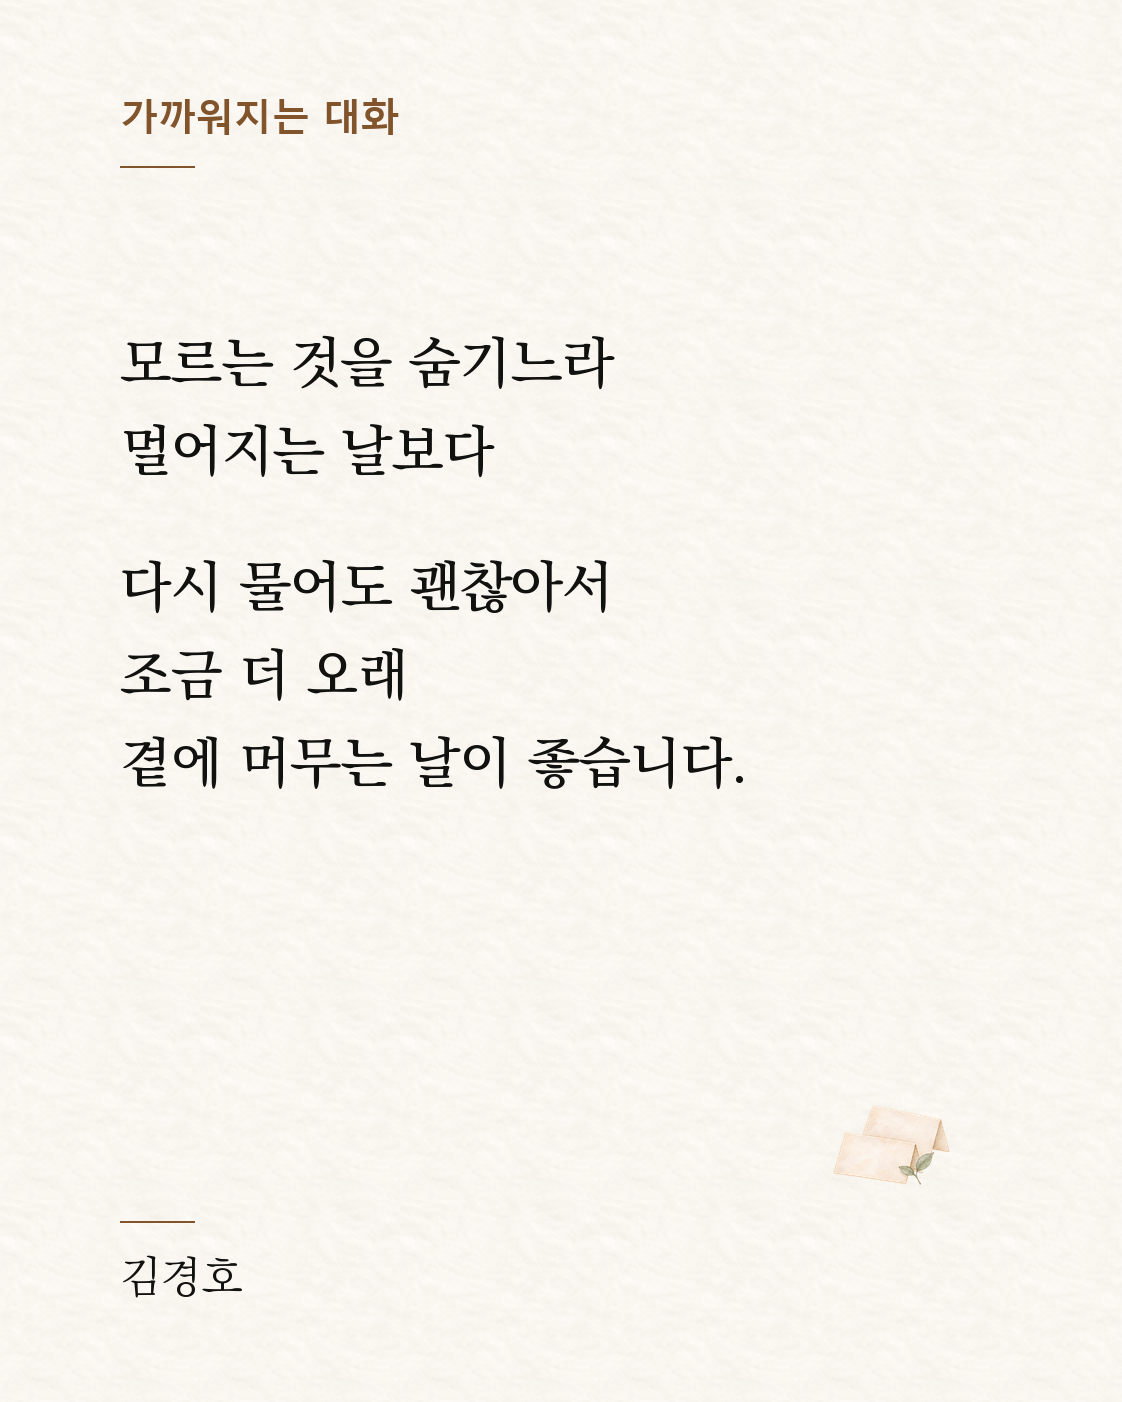 가까워지는 대화
모르는 것을 숨기느라
멀어지는 날보다
다시 물어도 괜찮아서
조금 더 오래
곁에 머무는 날이 좋습니다.
김경호